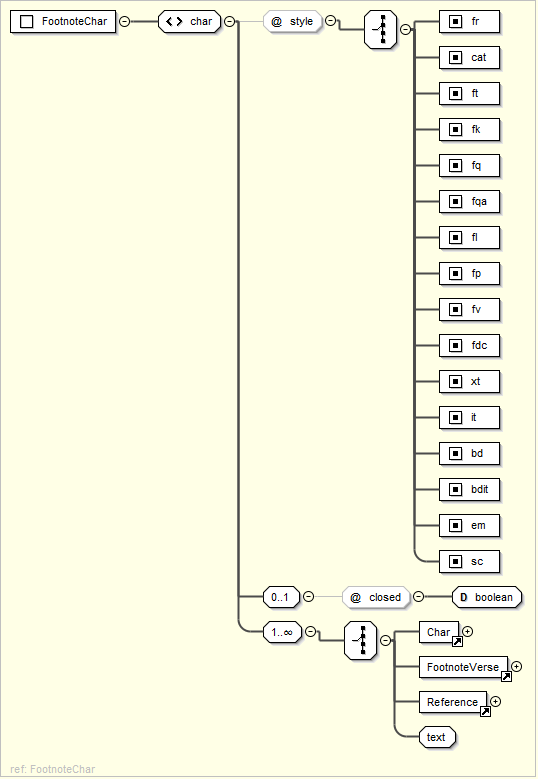 FootnoteChar
char
@ style
fr
cat
ft
fk
fq
fqa
fl
fp
fv
fdc
xt
it
bd
bdit
em
sc
0..1
@ closed
D boolean
1..∞
Char
FootnoteVerse
Reference
text
ref: FootnoteChar